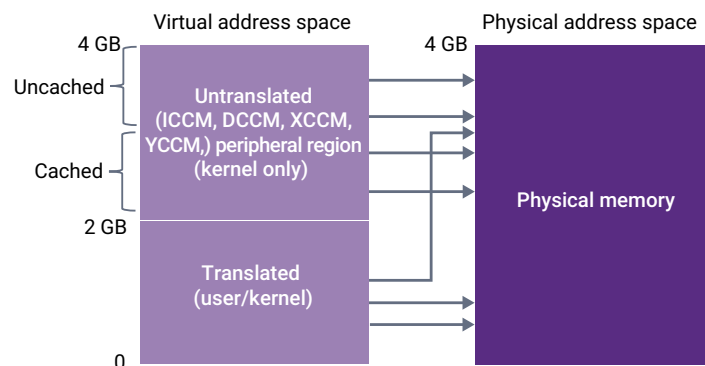 Virtual address space
Physical address space
4 GB
4 GB
Uncached
Untranslated
(ICCM, DCCM, XCCM,
YCCM,) peripheral region
(kernel only)
Cached
Physical memory
2 GB
Translated
(user/kernel)
0